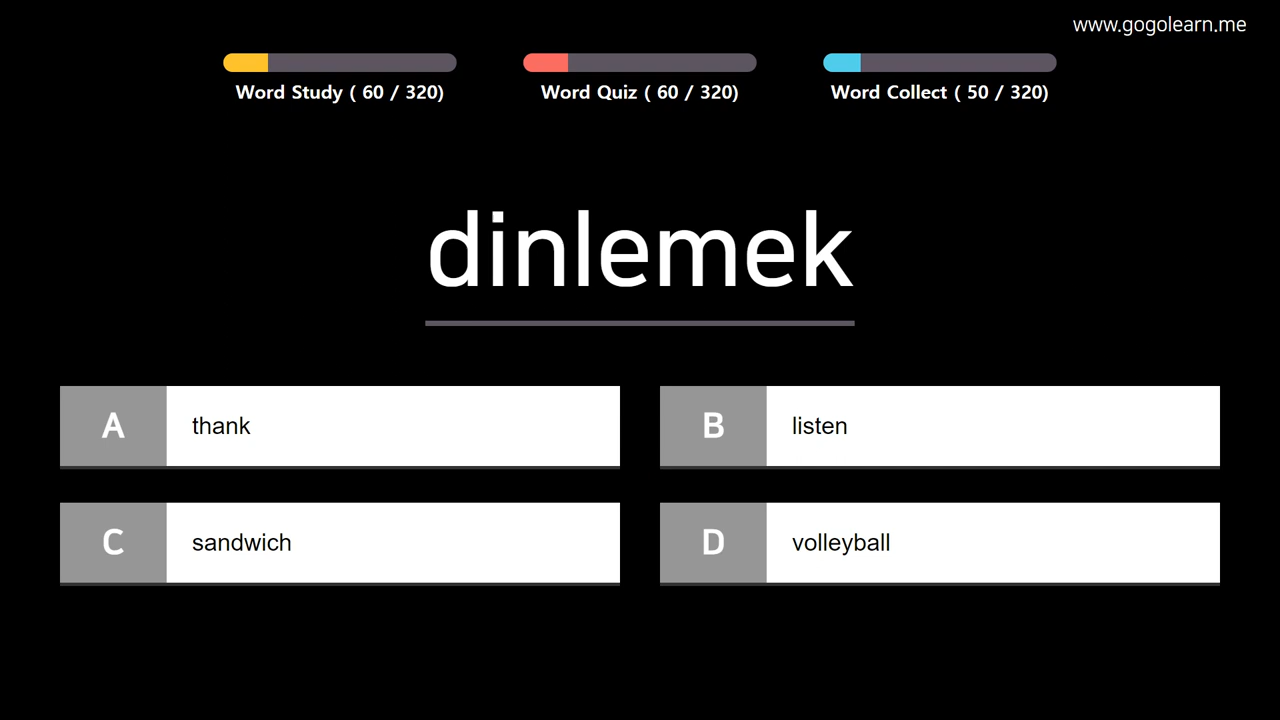 www.gogolearn.me
Word Study ( 60 / 320)
Word Quiz ( 60 / 320)
Word Collect ( 50 / 320)
dinlemek
A thank
B listen
C sandwich
D volleyball